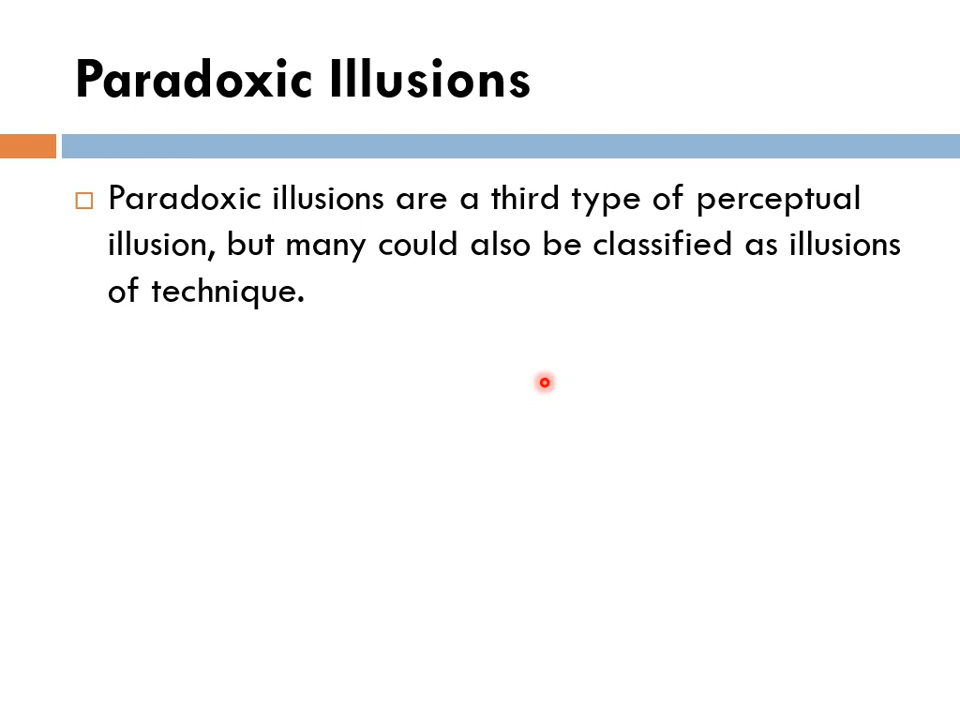 Paradoxic Illusions
Paradoxic illusions are a third type of perceptual
illusion, but many could also be classified as illusions
of technique.